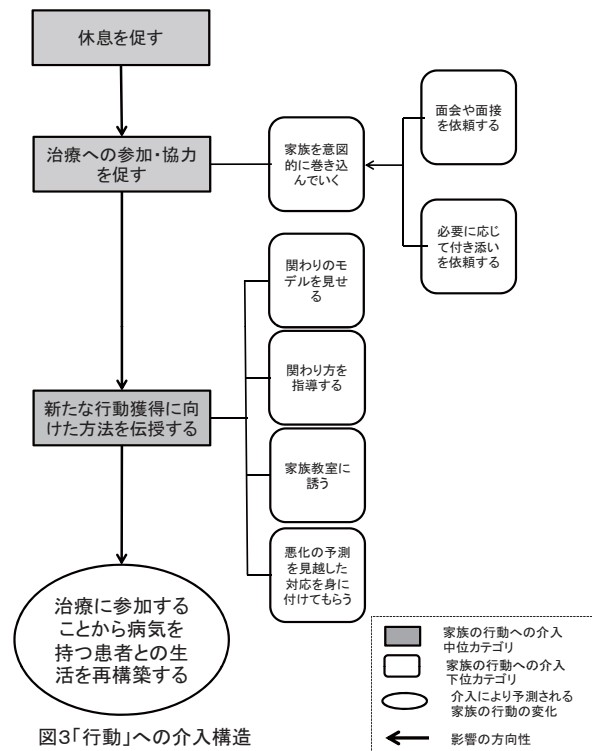 休息を促す
治療への参加・協力
を促す
家族を意図
的に巻き込
んでいく
面会や面接
を依頼する
必要に応じ
て付き添い
を依頼する
関わりのモ
デルを見せ
る
関わり方を
指導する
新たな行動獲得に向
けた方法を伝授する
家族教室に
誘う
悪化の予測
を見越した
対応を身に
付けてもらう
治療に参加する
ことから病気を
持つ患者との生
活を再構築する
家族の行動への介入
中位カテゴリ
家族の行動への介入
下位カテゴリ
介入により予測される
家族の行動の変化
影響の方向性
図3「行動」への介入構造